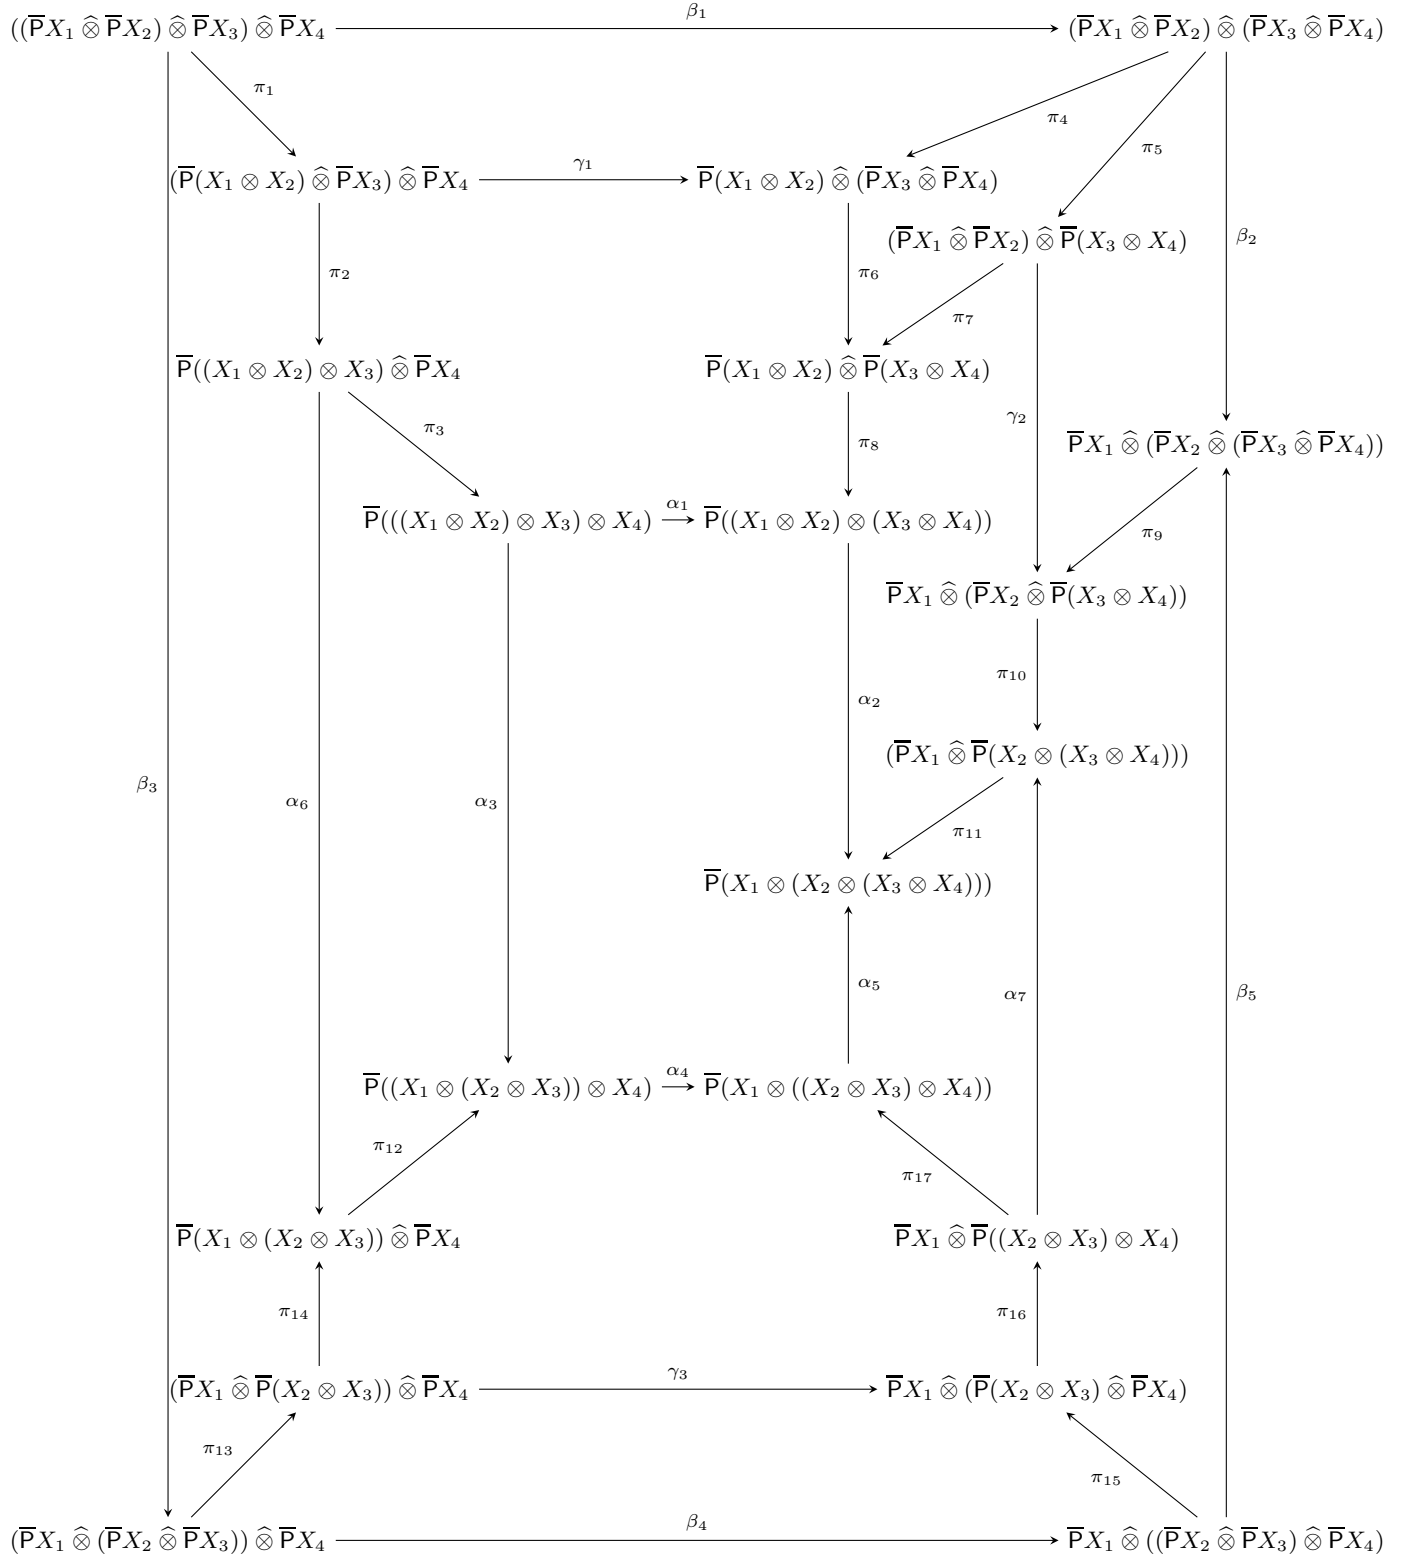 ((P̅X₁ ⊗̂ P̅X₂) ⊗̂ P̅X₃) ⊗̂ P̅X₄ β₁ (P̅X₁ ⊗̂ P̅X₂) ⊗̂ (P̅X₃ ⊗̂ P̅X₄)
π₁ π₄ π₅
(P̅(X₁ ⊗ X₂) ⊗̂ P̅X₃) ⊗̂ P̅X₄ γ₁ P̅(X₁ ⊗ X₂) ⊗̂ (P̅X₃ ⊗̂ P̅X₄)
(P̅X₁ ⊗̂ P̅X₂) ⊗̂ P̅(X₃ ⊗ X₄) β₂
π₂ π₆ π₇
P̅((X₁ ⊗ X₂) ⊗ X₃) ⊗̂ P̅X₄ P̅(X₁ ⊗ X₂) ⊗̂ P̅(X₃ ⊗ X₄)
π₃ π₈ γ₂ P̅X₁ ⊗̂ (P̅X₂ ⊗̂ (P̅X₃ ⊗̂ P̅X₄))
P̅(((X₁ ⊗ X₂) ⊗ X₃) ⊗ X₄) α₁ P̅((X₁ ⊗ X₂) ⊗ (X₃ ⊗ X₄)) π₉
P̅X₁ ⊗̂ (P̅X₂ ⊗̂ P̅(X₃ ⊗ X₄))
α₂ π₁₀
(P̅X₁ ⊗̂ P̅(X₂ ⊗ (X₃ ⊗ X₄)))
β₃ α₆ α₃ π₁₁
P̅(X₁ ⊗ (X₂ ⊗ (X₃ ⊗ X₄)))
α₅ α₇ β₅
P̅((X₁ ⊗ (X₂ ⊗ X₃)) ⊗ X₄) α₄ P̅(X₁ ⊗ ((X₂ ⊗ X₃) ⊗ X₄))
π₁₂ π₁₇
P̅(X₁ ⊗ (X₂ ⊗ X₃)) ⊗̂ P̅X₄ P̅X₁ ⊗̂ P̅((X₂ ⊗ X₃) ⊗ X₄)
π₁₄ π₁₆
(P̅X₁ ⊗̂ P̅(X₂ ⊗ X₃)) ⊗̂ P̅X₄ γ₃ P̅X₁ ⊗̂ (P̅(X₂ ⊗ X₃) ⊗̂ P̅X₄)
π₁₃ π₁₅
(P̅X₁ ⊗̂ (P̅X₂ ⊗̂ P̅X₃)) ⊗̂ P̅X₄ β₄ P̅X₁ ⊗̂ ((P̅X₂ ⊗̂ P̅X₃) ⊗̂ P̅X₄)